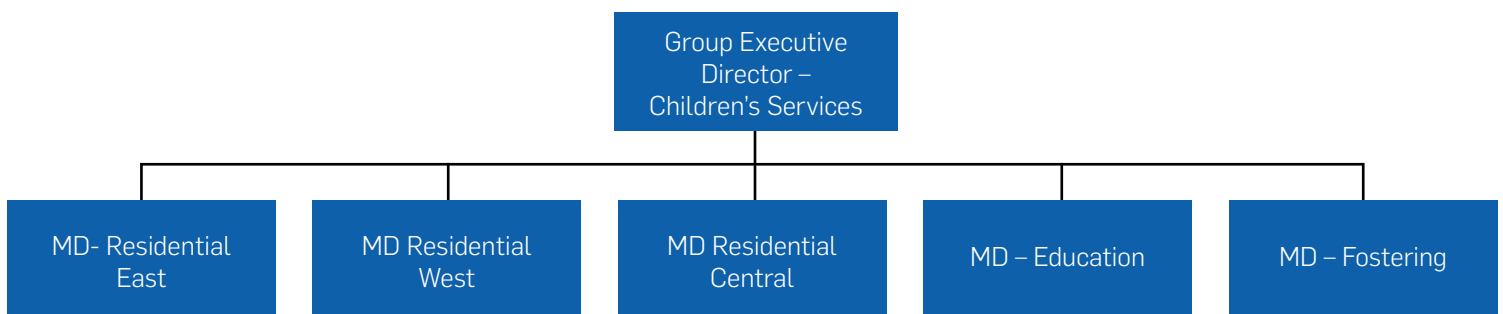 Group Executive
Director –
Children's Services
MD- Residential
East
MD Residential
West
MD Residential
Central
MD – Education
MD – Fostering